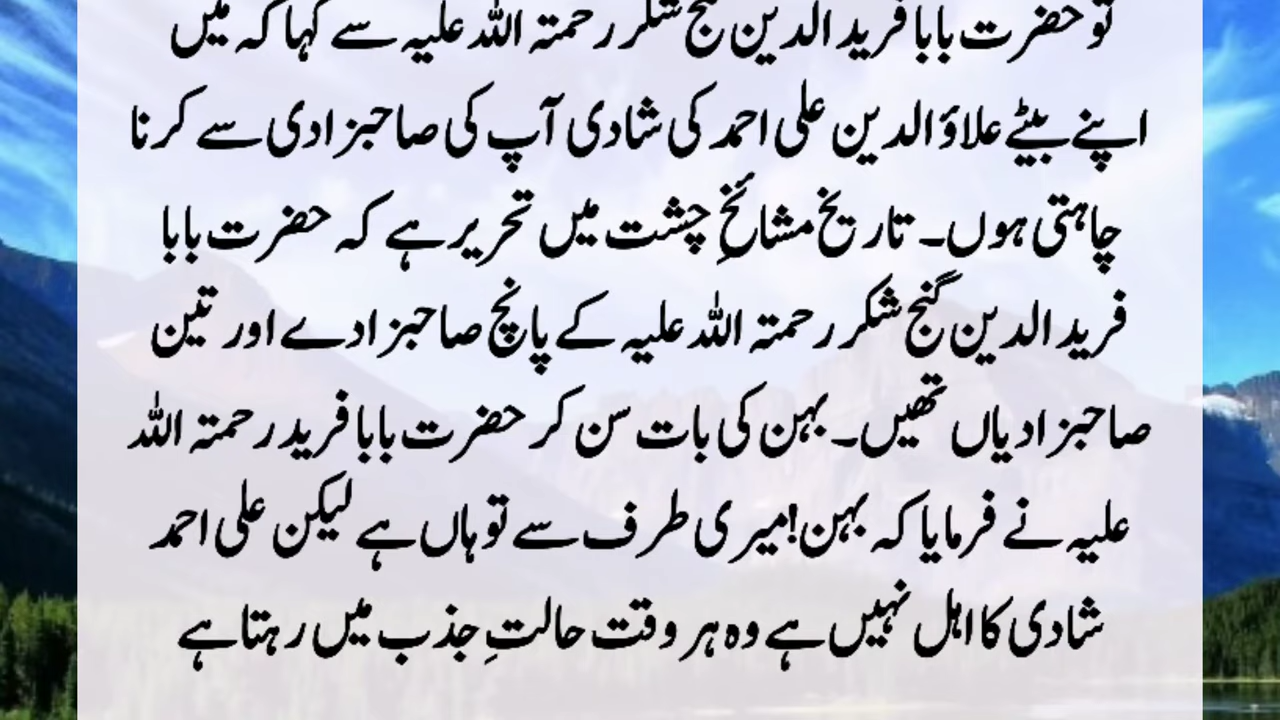 تو حضرت بابا فرید الدین گنج شکر رحمتہ اللہ علیہ سے کہا کہ میں
اپنے بیٹے علاؤ الدین علی احمد کی شادی آپ کی صاحبزادی سے کرنا
چاہتی ہوں۔ تاریخ مشائخِ چشت میں تحریر ہے کہ حضرت بابا
فرید الدین گنج شکر رحمتہ اللہ علیہ کے پانچ صاحبزادے اور تین
صاحبزادیاں تھیں۔ بہن کی بات سن کر حضرت بابا فرید رحمتہ اللہ
علیہ نے فرمایا کہ بہن! میری طرف سے تو ہاں ہے لیکن علی احمد
شادی کا اہل نہیں ہے وہ ہر وقت حالتِ جذب میں رہتا ہے